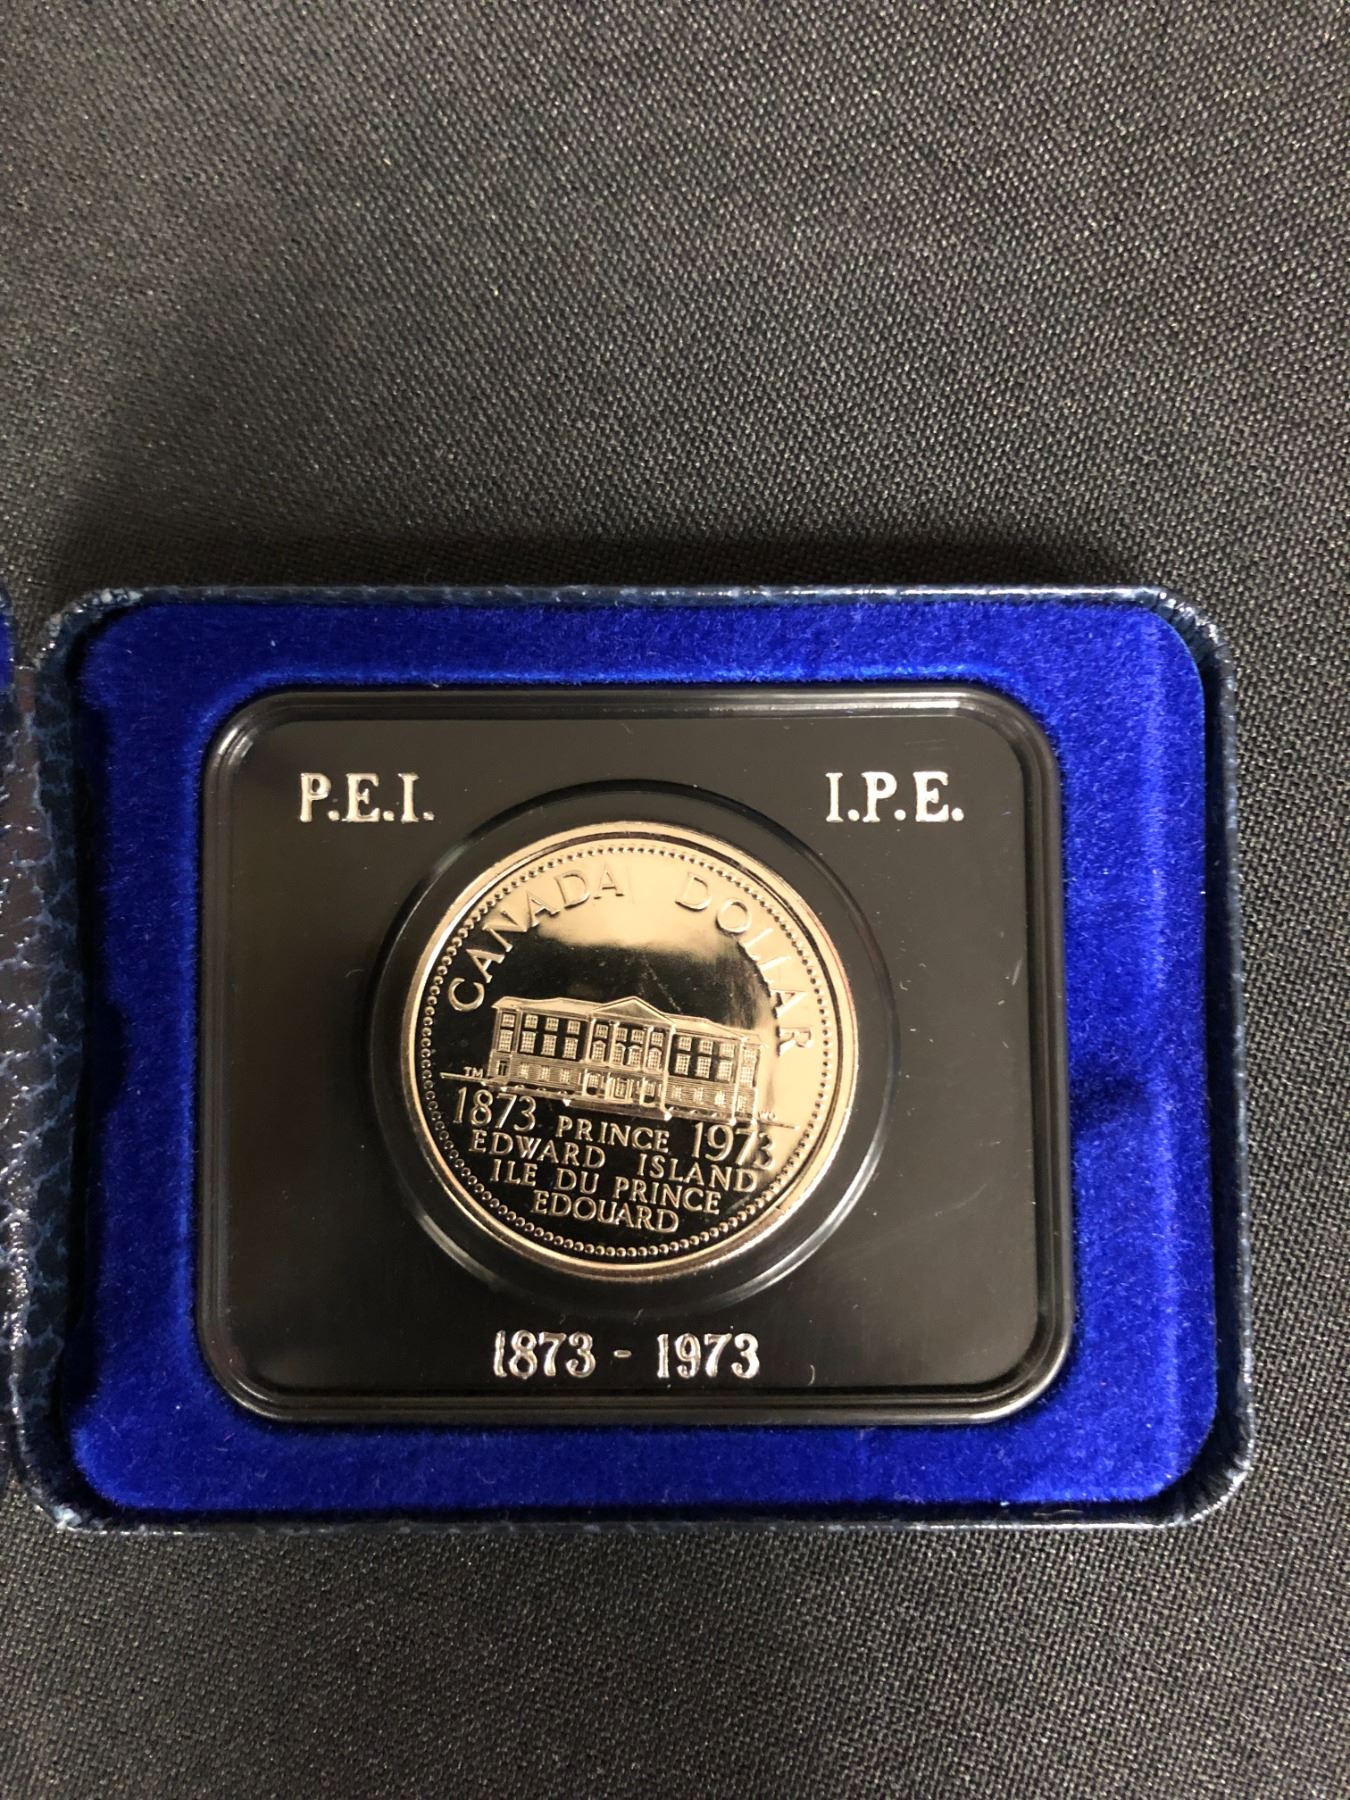 P.E.I. I.P.E.
CANADA DOLLAR
TM
1873 PRINCE 1973
EDWARD ISLAND
ILE DU PRINCE
EDOUARD
1873 - 1973